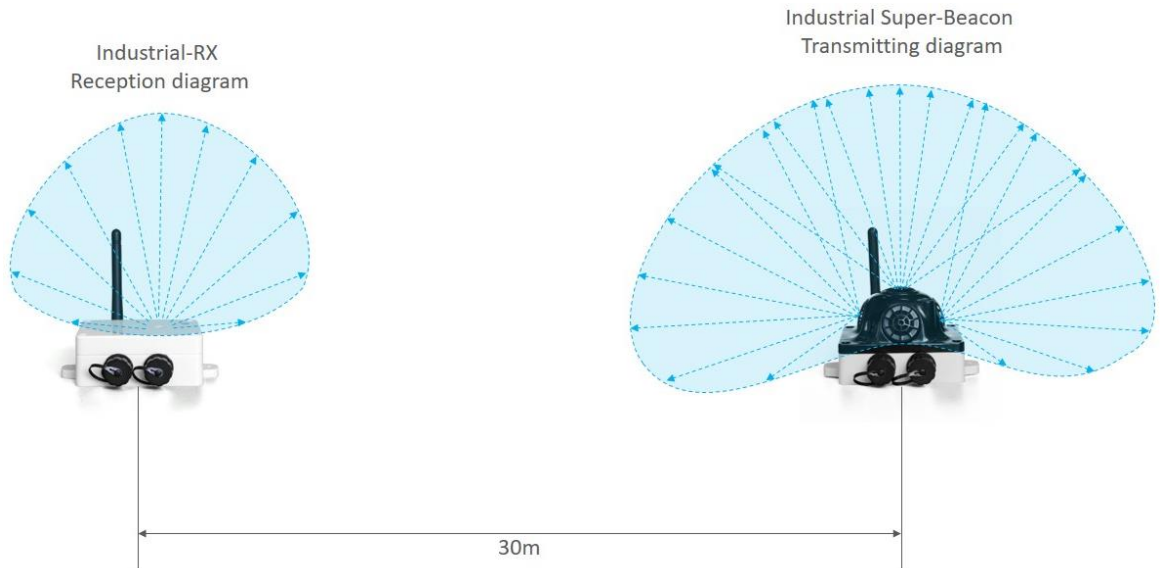 Industrial-RX
Reception diagram
Industrial Super-Beacon
Transmitting diagram
30m